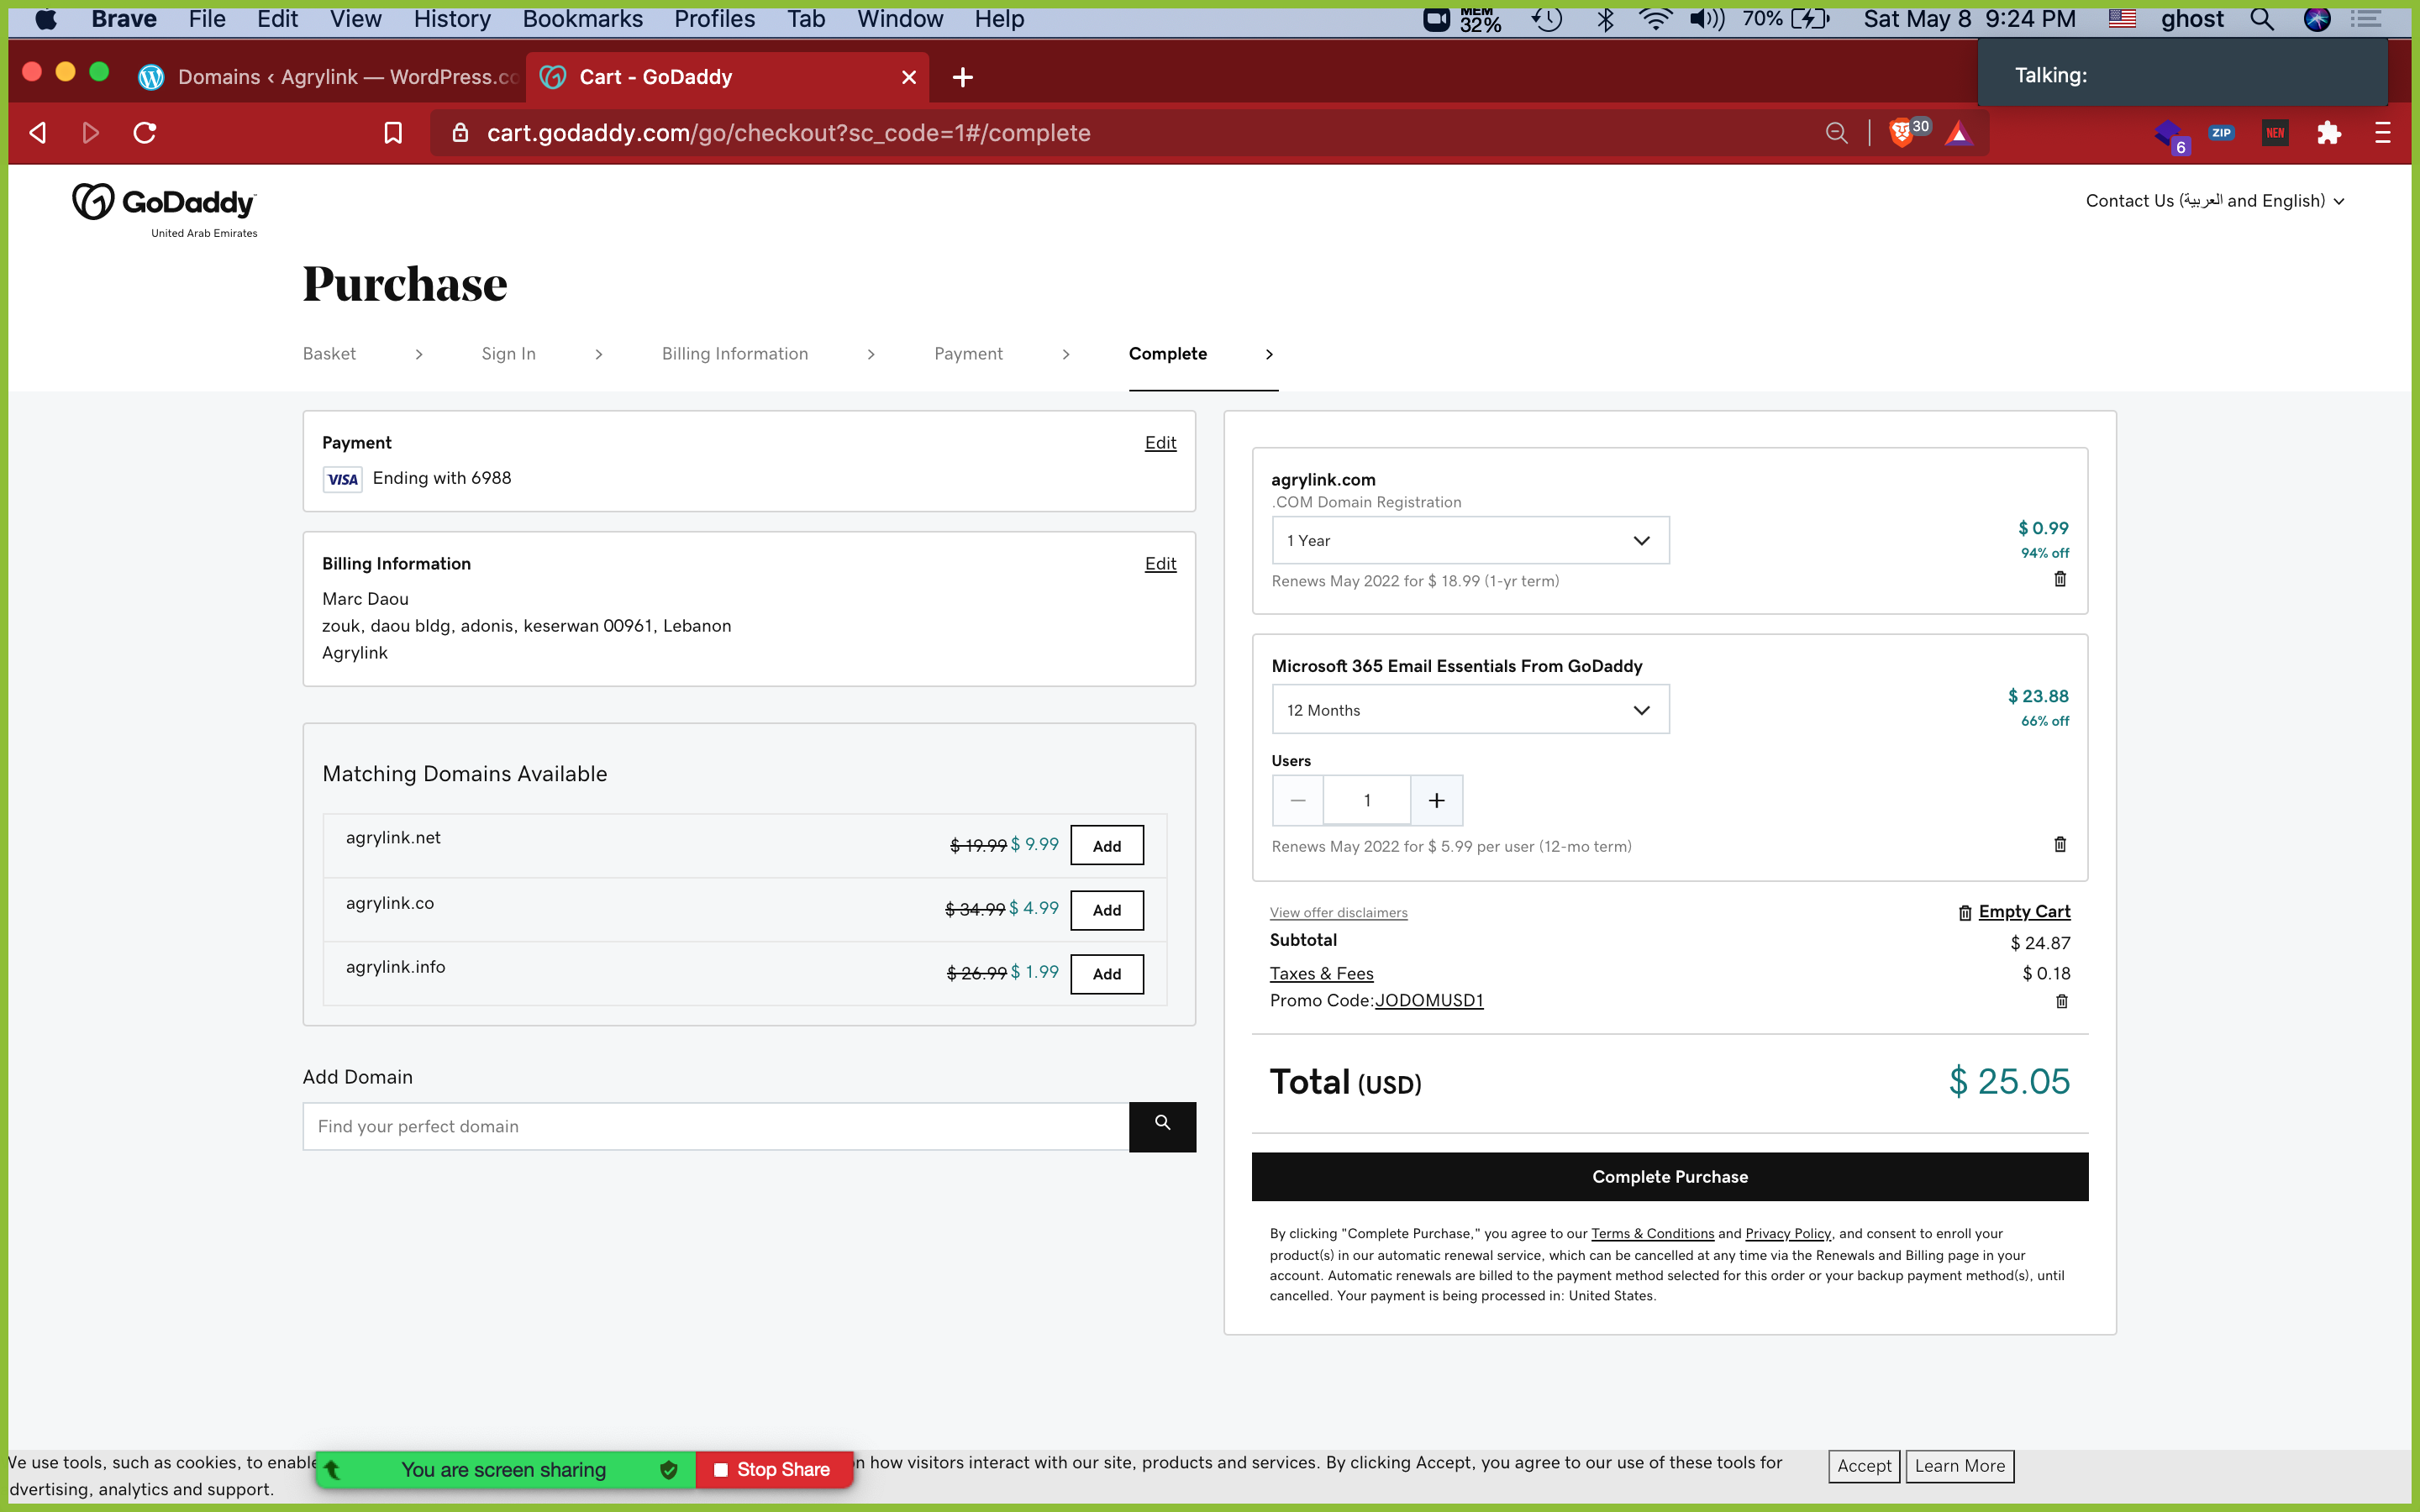 Brave File Edit View History Bookmarks Profiles Tab Window Help
MEM 32% 70% Sat May 8 9:24 PM ghost
Domains ‹ Agrylink — WordPress.co
Cart - GoDaddy
Talking:
cart.godaddy.com/go/checkout?sc_code=1#/complete
30
6
ZIP
NEN
GoDaddy
United Arab Emirates
Contact Us (العربية and English)
Purchase
Basket > Sign In > Billing Information > Payment > Complete >
Payment
Edit
VISA Ending with 6988
Billing Information
Edit
Marc Daou
zouk, daou bldg, adonis, keserwan 00961, Lebanon
Agrylink
Matching Domains Available
agrylink.net $ 19.99 $ 9.99 Add
agrylink.co $ 34.99 $ 4.99 Add
agrylink.info $ 26.99 $ 1.99 Add
Add Domain
Find your perfect domain
agrylink.com
.COM Domain Registration
1 Year
$ 0.99
94% off
Renews May 2022 for $ 18.99 (1-yr term)
Microsoft 365 Email Essentials From GoDaddy
12 Months
$ 23.88
66% off
Users
− 1 +
Renews May 2022 for $ 5.99 per user (12-mo term)
View offer disclaimers
Empty Cart
Subtotal $ 24.87
Taxes & Fees $ 0.18
Promo Code:JODOMUSD1
Total (USD) $ 25.05
Complete Purchase
By clicking "Complete Purchase," you agree to our Terms & Conditions and Privacy Policy, and consent to enroll your
product(s) in our automatic renewal service, which can be cancelled at any time via the Renewals and Billing page in your
account. Automatic renewals are billed to the payment method selected for this order or your backup payment method(s), until
cancelled. Your payment is being processed in: United States.
We use tools, such as cookies, to enable
You are screen sharing
Stop Share
n how visitors interact with our site, products and services. By clicking Accept, you agree to our use of these tools for
dvertising, analytics and support.
Accept
Learn More